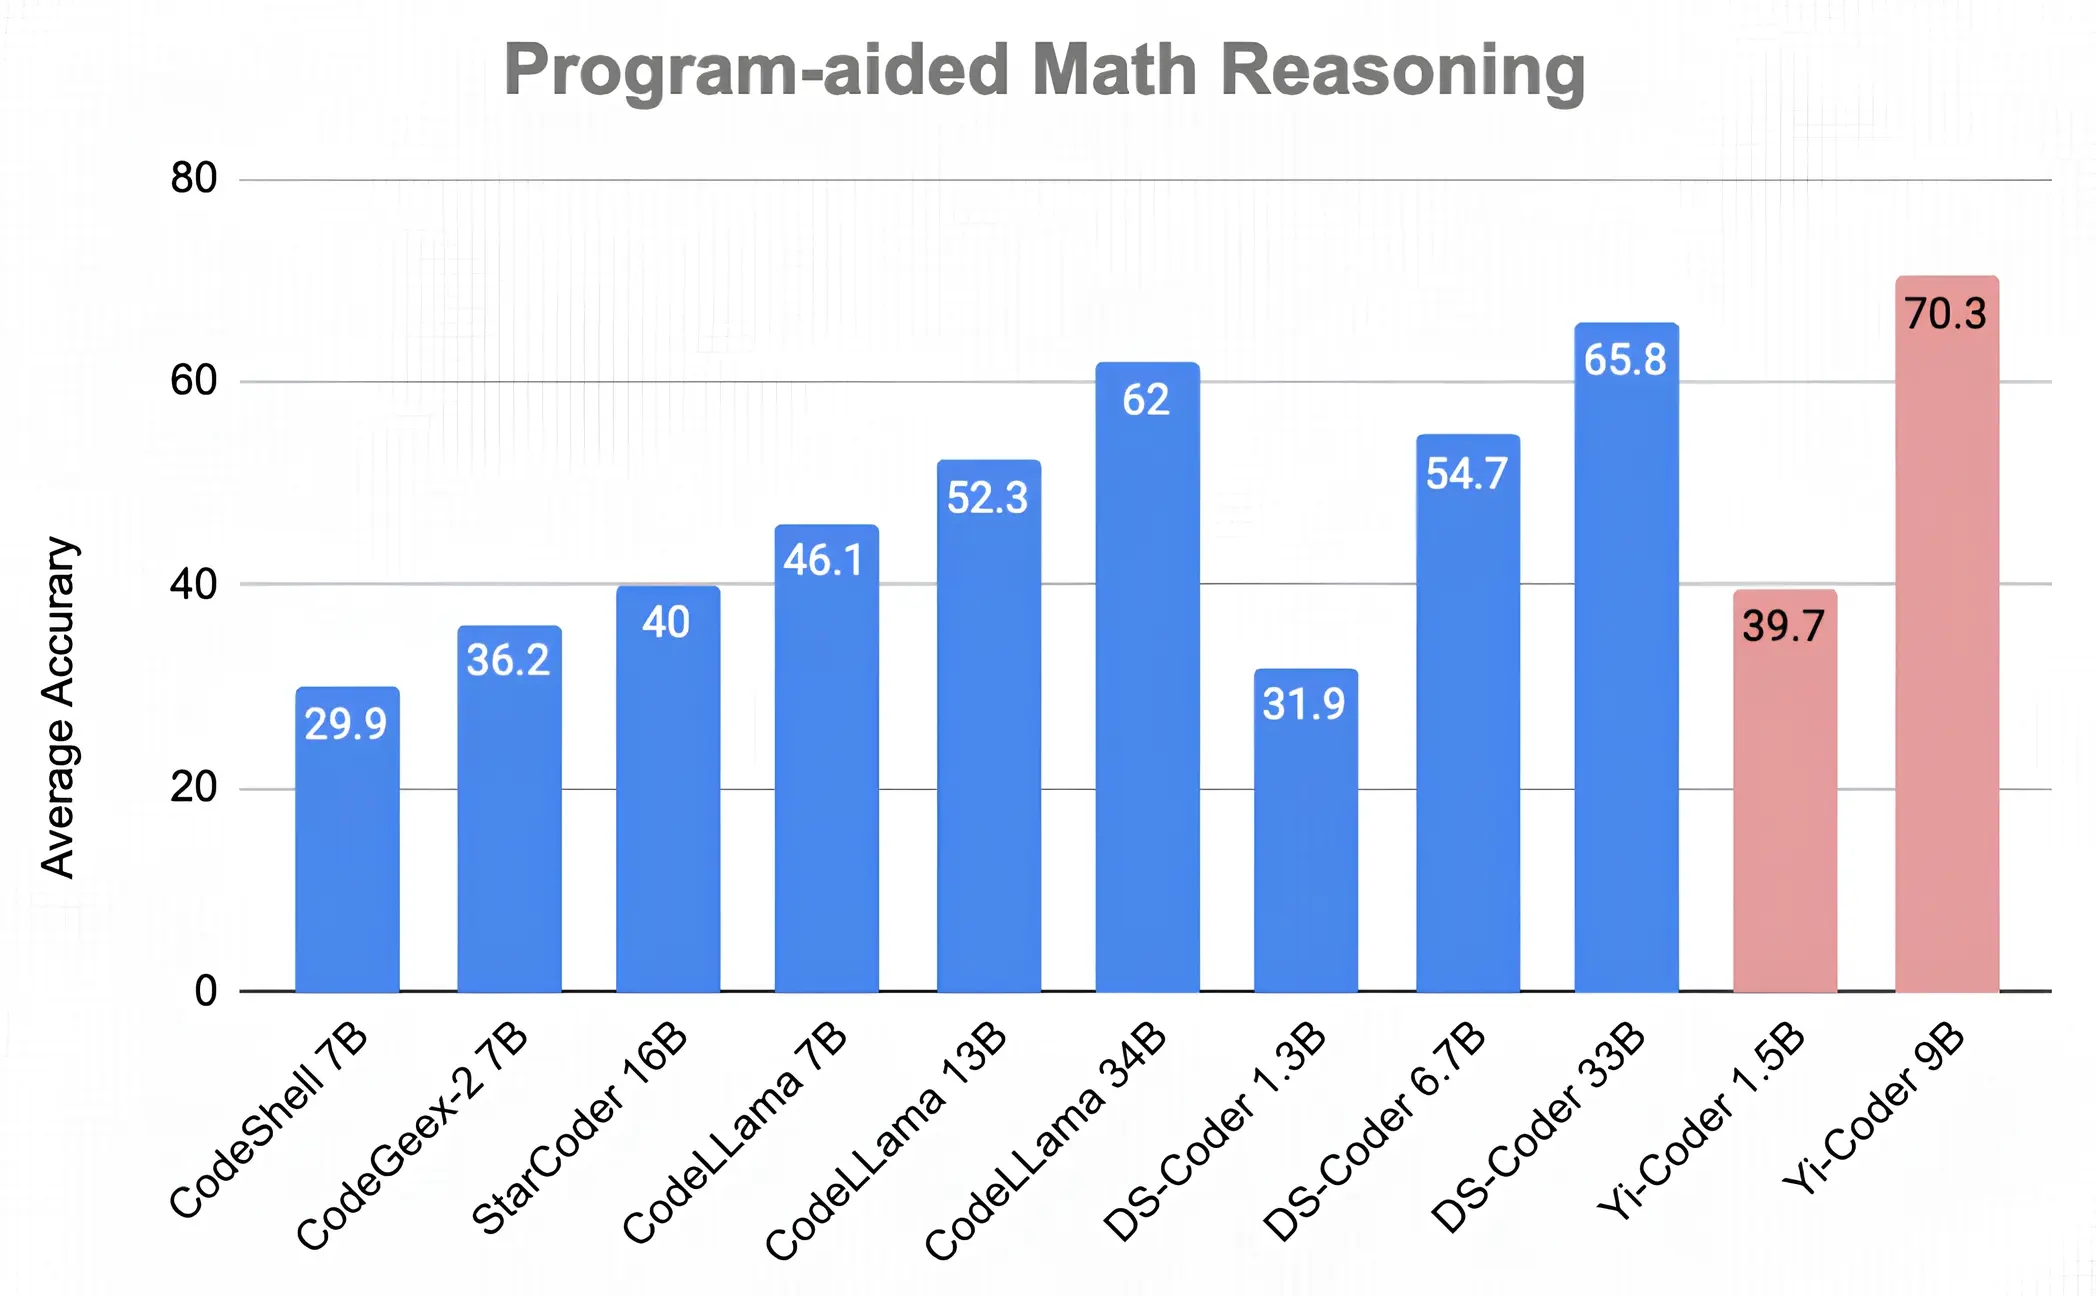 Program-aided Math Reasoning
Average Accurary
80
60
40
20
0
29.9
36.2
40
46.1
52.3
62
31.9
54.7
65.8
39.7
70.3
CodeShell 7B
CodeGeex-2 7B
StarCoder 16B
CodeLLama 7B
CodeLLama 13B
CodeLLama 34B
DS-Coder 1.3B
DS-Coder 6.7B
DS-Coder 33B
Yi-Coder 1.5B
Yi-Coder 9B